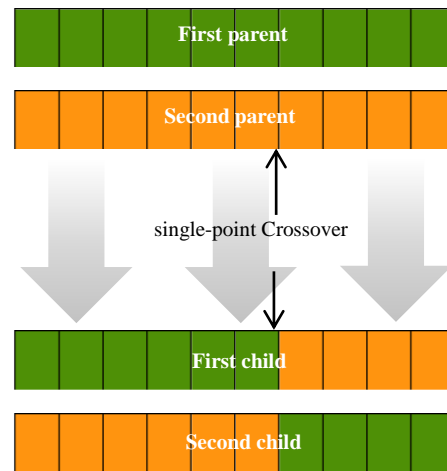 First parent
Second parent
single-point Crossover
First child
Second child